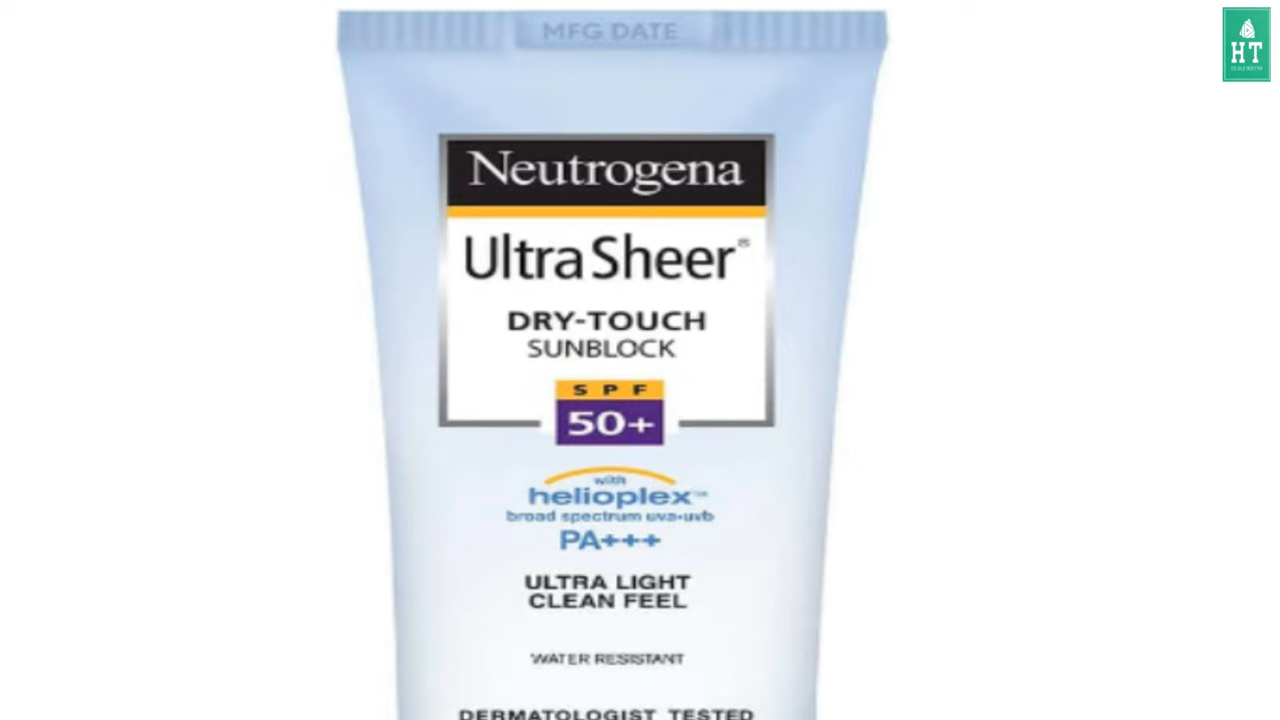 MFG DATE
HT
Neutrogena
Ultra Sheer®
DRY-TOUCH
SUNBLOCK
SPF
50+
with
helioplex™
broad spectrum uva-uvb
PA+++
ULTRA LIGHT
CLEAN FEEL
WATER RESISTANT
DERMATOLOGIST TESTED